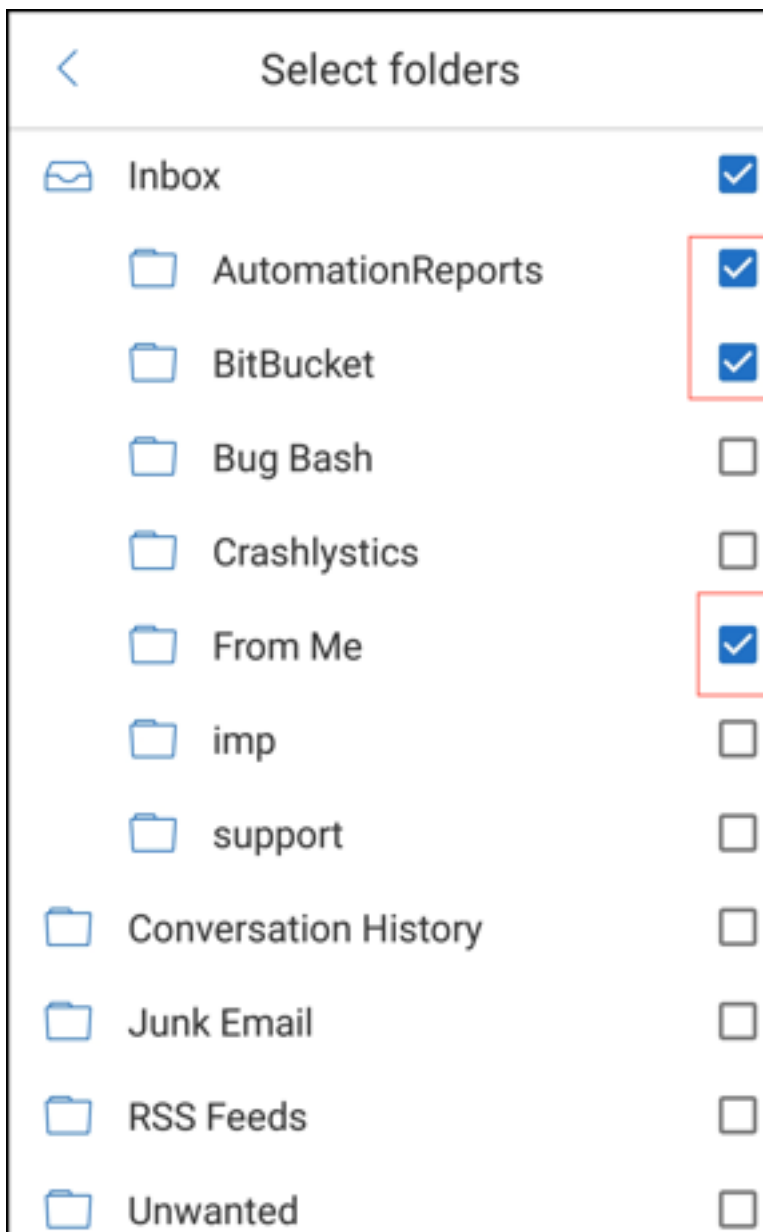 Select folders
Inbox
AutomationReports
BitBucket
Bug Bash
Crashlystics
From Me
imp
support
Conversation History
Junk Email
RSS Feeds
Unwanted